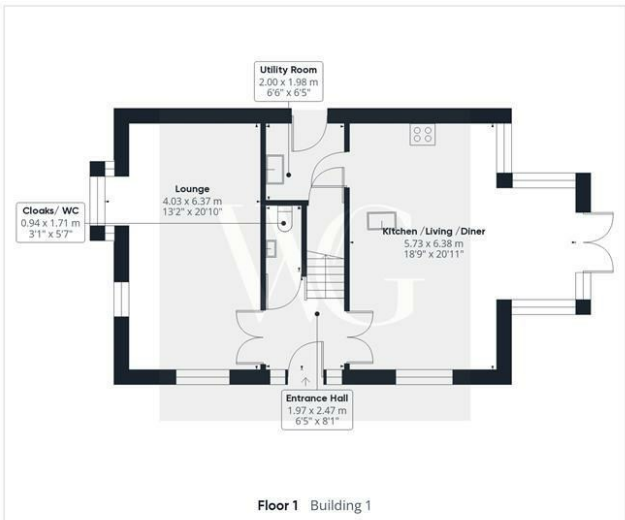 Utility Room
2.00 x 1.98 m
6'6" x 6'5"
Lounge
4.03 x 6.37 m
13'2" x 20'10"
Cloaks/ WC
0.94 x 1.71 m
3'1" x 5'7"
Kitchen /Living /Diner
5.73 x 6.38 m
18'9" x 20'11"
WG
Entrance Hall
1.97 x 2.47 m
6'5" x 8'1"
Floor 1 Building 1